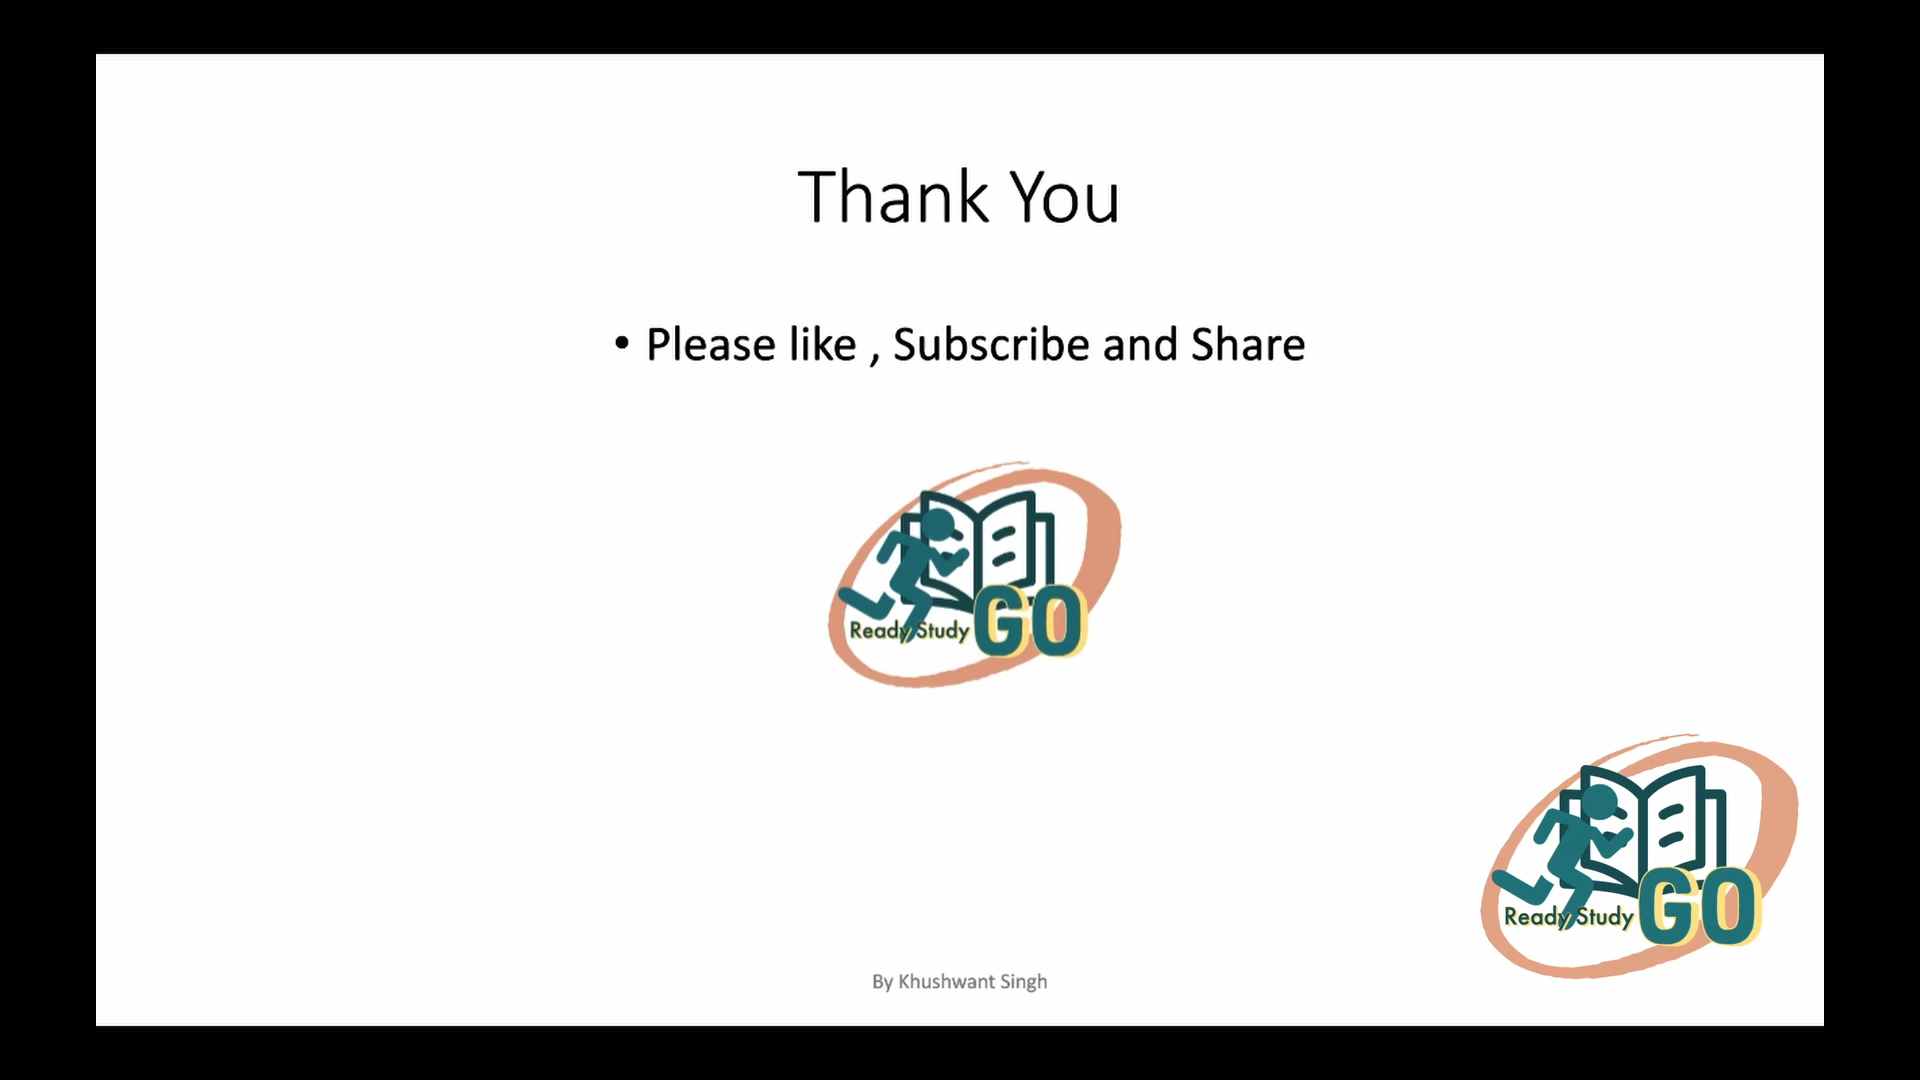 Thank You
• Please like , Subscribe and Share
Ready Study GO
Ready Study GO
By Khushwant Singh